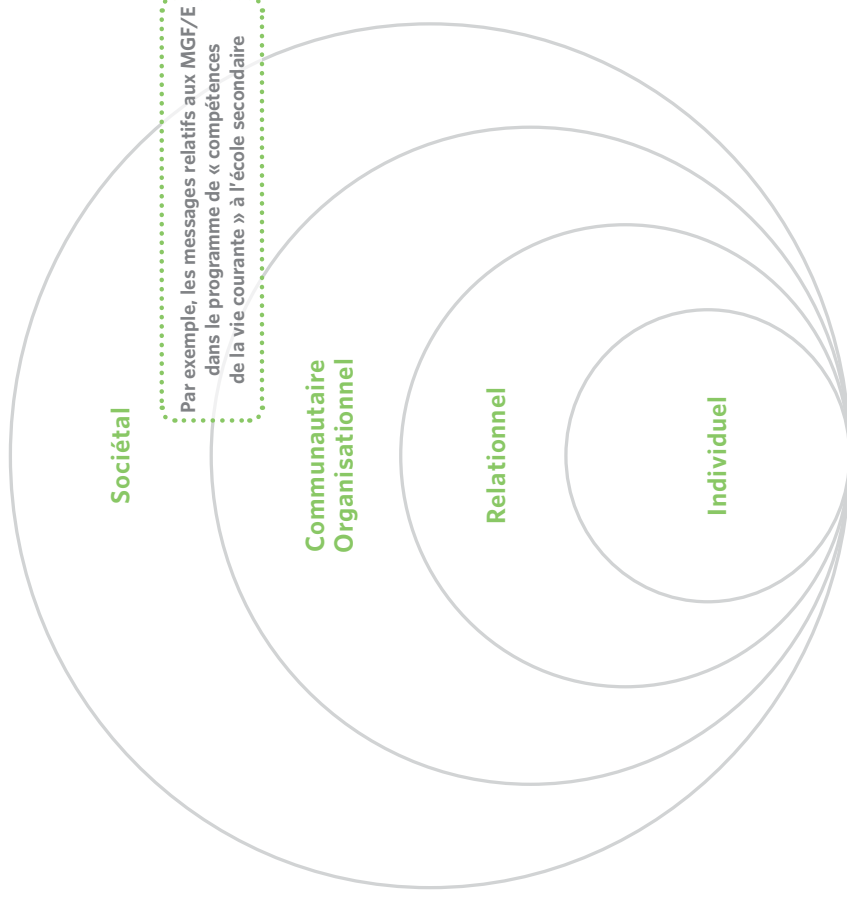 Sociétal
Par exemple, les messages relatifs aux MGF/E
dans le programme de « compétences
de la vie courante » à l'école secondaire
Communautaire
Organisationnel
Relationnel
Individuel